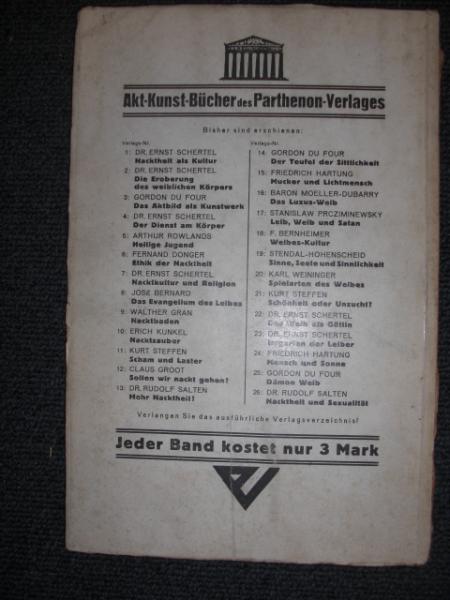 Akt-Kunst-Bücher des Parthenon-Verlages
Bisher sind erschienen:
Verlags-Nr.
1: DR. ERNST SCHERTEL
Nacktheit als Kultur
2: DR. ERNST SCHERTEL
Die Eroberung
des weiblichen Körpers
3: GORDON DU FOUR
Das Aktbild als Kunstwerk
4: DR. ERNST SCHERTEL
Der Dienst am Körper
5: ARTHUR ROWLANDS
Heilige Jugend
6: FERNAND DONGER
Ethik der Nacktheit
7: DR. ERNST SCHERTEL
Nacktkultur und Religion
8: JOSÉ BERNARD
Das Evangelium des Leibes
9: WALTHER GRAN
Nacktbaden
10: ERICH KUNKEL
Nacktzauber
11: KURT STEFFEN
Scham und Laster
12: CLAUS GROOT
Sollen wir nackt gehen?
13: DR. RUDOLF SALTEN
Mehr Nacktheit!
Verlags-Nr.
14: GORDON DU FOUR
Der Teufel der Sittlichkeit
15: FRIEDRICH HARTUNG
Mucker und Lichtmensch
16: BARON MOELLER-DUBARRY
Das Luxus-Weib
17: STANISLAW PRCZIMINEWSKY
Leib, Weib und Satan
18: F. BERNHEIMER
Weibes-Kultur
19: STENDAL-HOHENSCHEID
Sinne, Seele und Sinnlichkeit
20: KARL WEININGER
Spielarten des Weibes
21: KURT STEFFEN
Schönheit oder Unzucht?
22: DR. ERNST SCHERTEL
Das Weib als Göttin
23: DR. ERNST SCHERTEL
Irrgarten der Leiber
24: FRIEDRICH HARTUNG
Mensch und Sonne
25: GORDON DU FOUR
Dämon Weib
26: DR. RUDOLF SALTEN
Nacktheit und Sexualität
Verlangen Sie das ausführliche Verlagsverzeichnis!
Jeder Band kostet nur 3 Mark